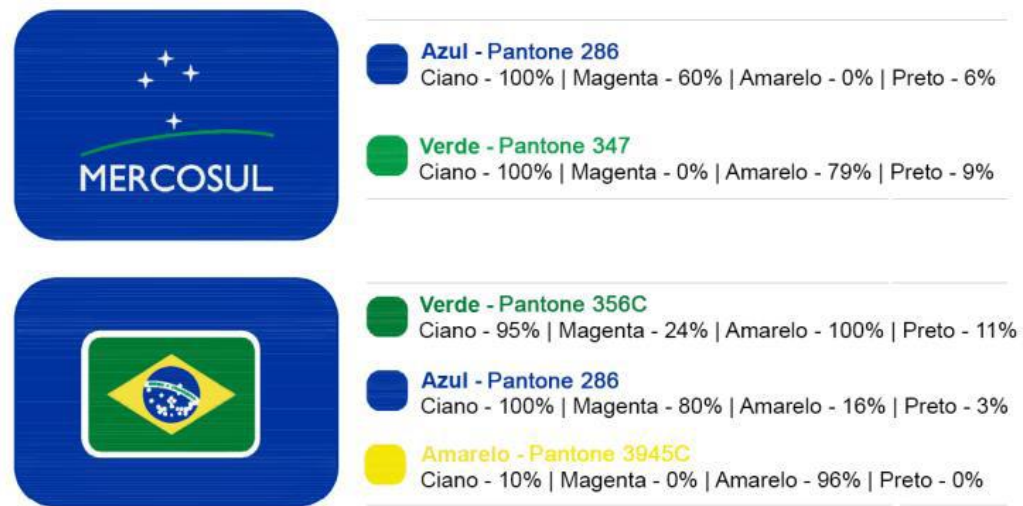 MERCOSUL
Azul - Pantone 286
Ciano - 100% | Magenta - 60% | Amarelo - 0% | Preto - 6%
Verde - Pantone 347
Ciano - 100% | Magenta - 0% | Amarelo - 79% | Preto - 9%
Verde - Pantone 356C
Ciano - 95% | Magenta - 24% | Amarelo - 100% | Preto - 11%
Azul - Pantone 286
Ciano - 100% | Magenta - 80% | Amarelo - 16% | Preto - 3%
Amarelo - Pantone 3945C
Ciano - 10% | Magenta - 0% | Amarelo - 96% | Preto - 0%